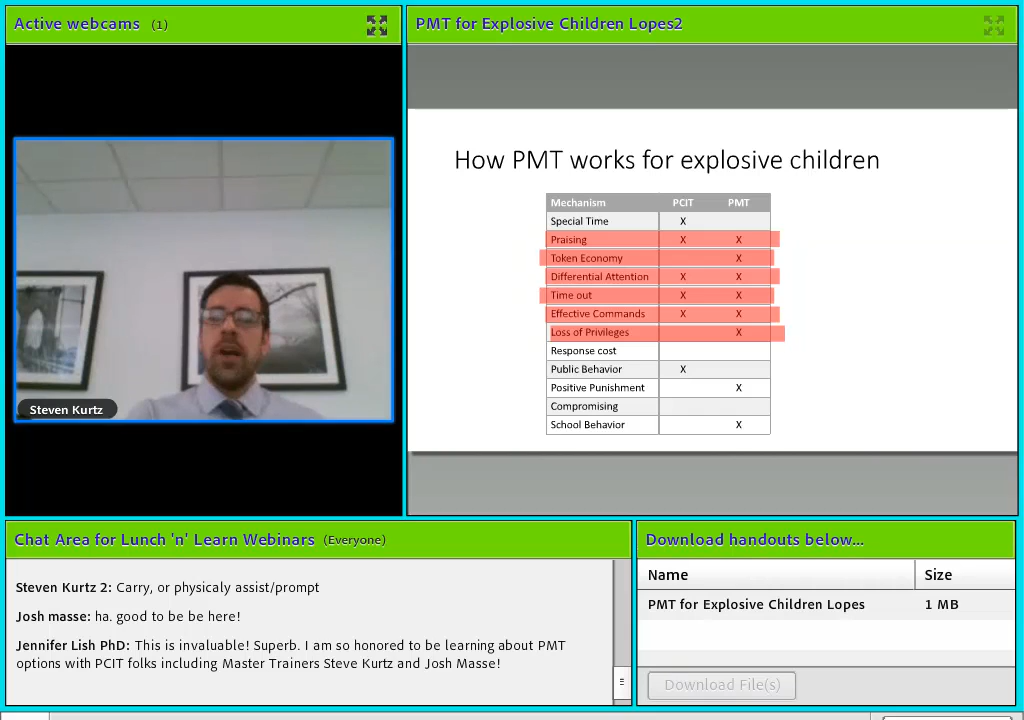 Active webcams (1)
PMT for Explosive Children Lopes2
Steven Kurtz
How PMT works for explosive children
Mechanism PCIT PMT
Special Time X
Praising X X
Token Economy X
Differential Attention X X
Time out X X
Effective Commands X X
Loss of Privileges X
Response cost
Public Behavior X
Positive Punishment X
Compromising
School Behavior X
Chat Area for Lunch 'n' Learn Webinars (Everyone)
Steven Kurtz 2: Carry, or physicaly assist/prompt
Josh masse: ha. good to be be here!
Jennifer Lish PhD: This is invaluable! Superb. I am so honored to be learning about PMT
options with PCIT folks including Master Trainers Steve Kurtz and Josh Masse!
Download handouts below...
Name Size
PMT for Explosive Children Lopes 1 MB
Download File(s)